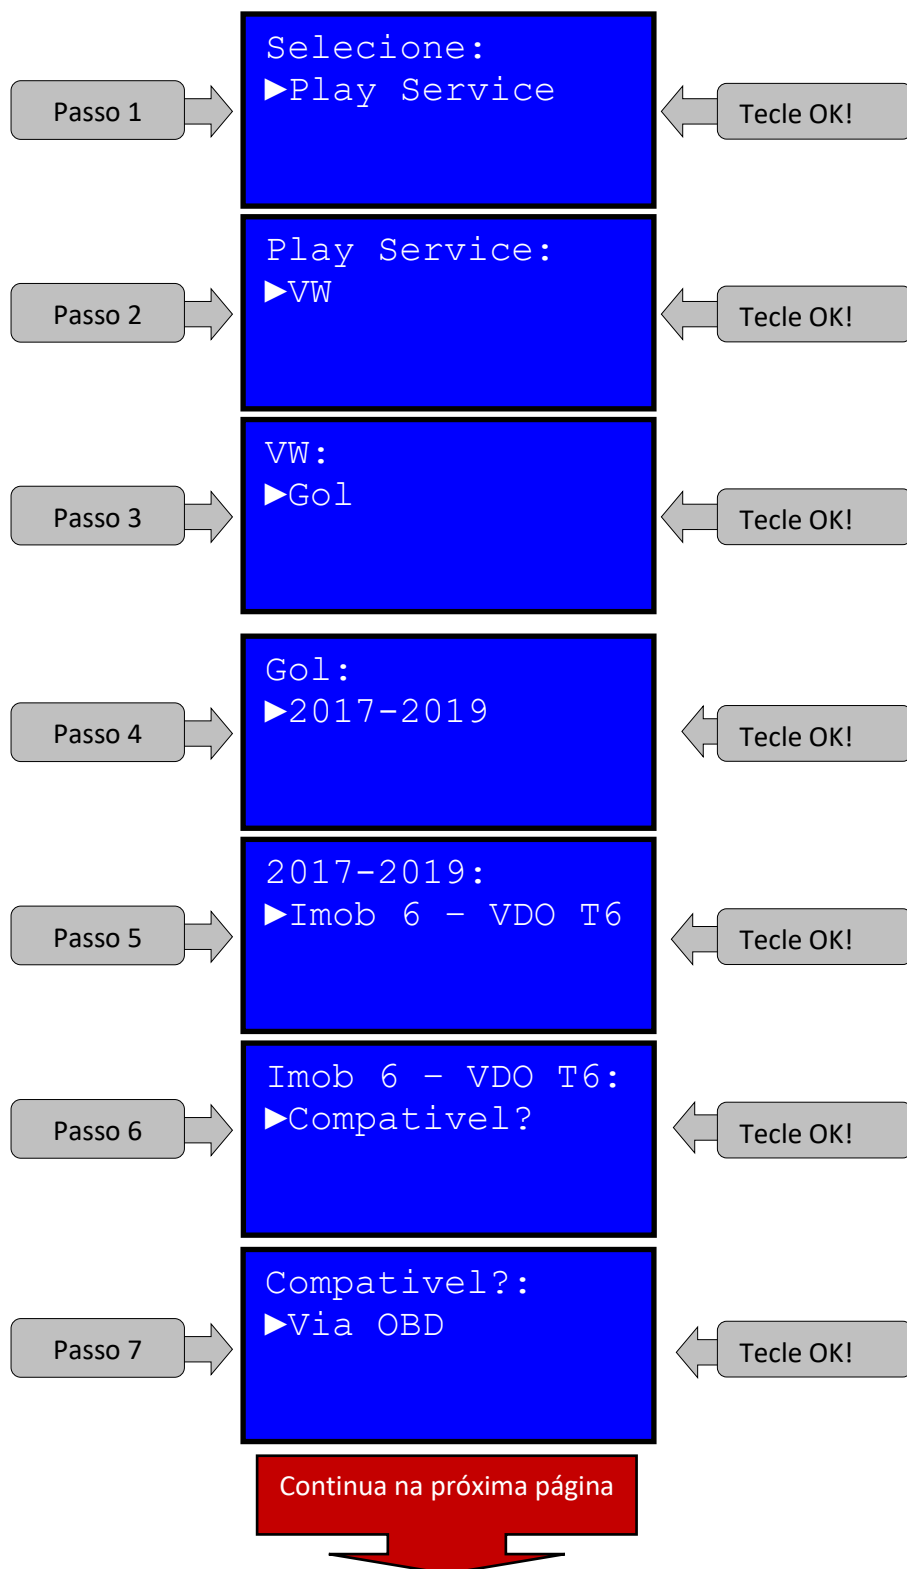 Selecione:
►Play Service
Passo 1
Tecle OK!
Play Service:
►VW
Passo 2
Tecle OK!
VW:
►Gol
Passo 3
Tecle OK!
Gol:
►2017-2019
Passo 4
Tecle OK!
2017-2019:
►Imob 6 – VDO T6
Passo 5
Tecle OK!
Imob 6 – VDO T6:
►Compativel?
Passo 6
Tecle OK!
Compativel?:
►Via OBD
Passo 7
Tecle OK!
Continua na próxima página